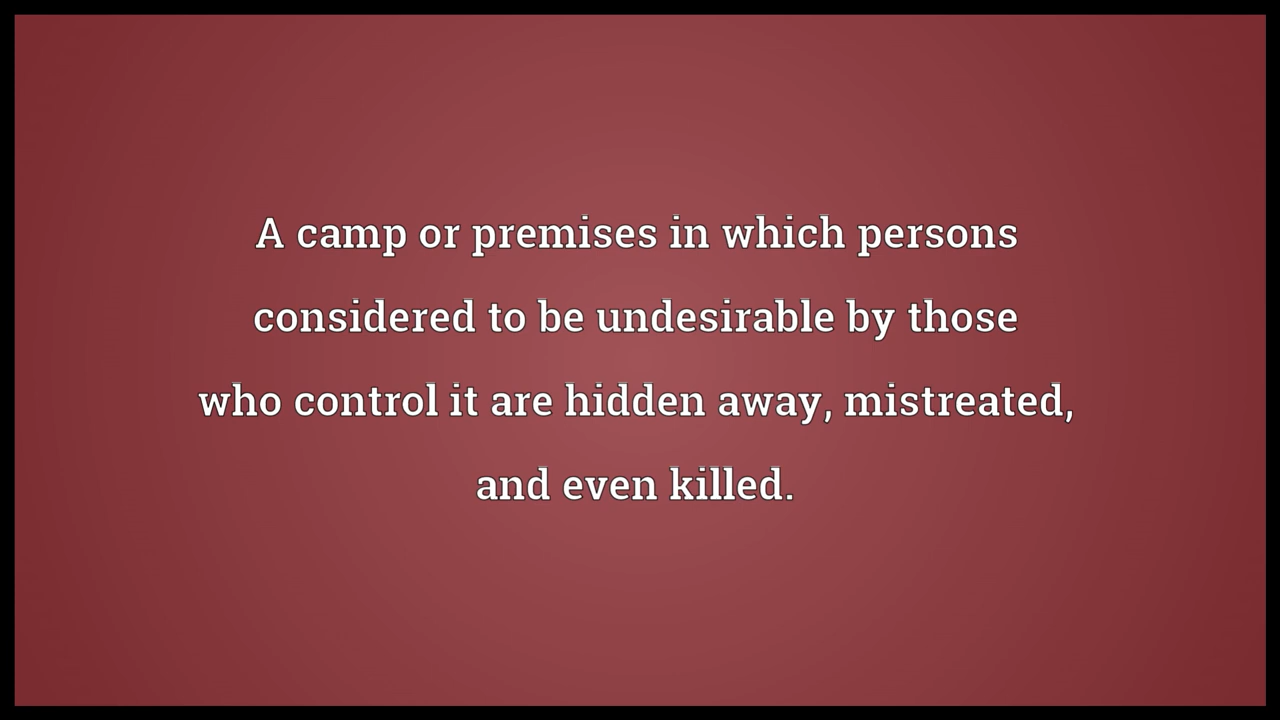 A camp or premises in which persons
considered to be undesirable by those
who control it are hidden away, mistreated,
and even killed.